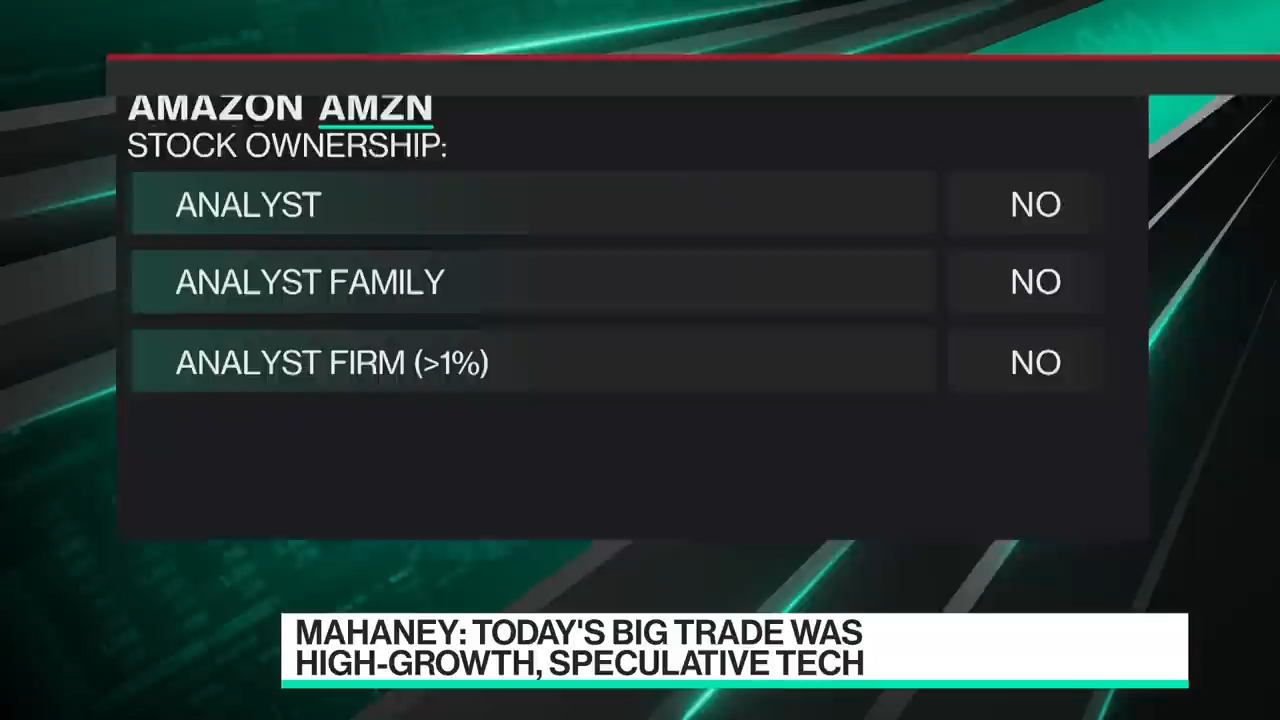 AMAZON AMZN
STOCK OWNERSHIP:
ANALYST NO
ANALYST FAMILY NO
ANALYST FIRM (>1%) NO
MAHANEY: TODAY'S BIG TRADE WAS
HIGH-GROWTH, SPECULATIVE TECH